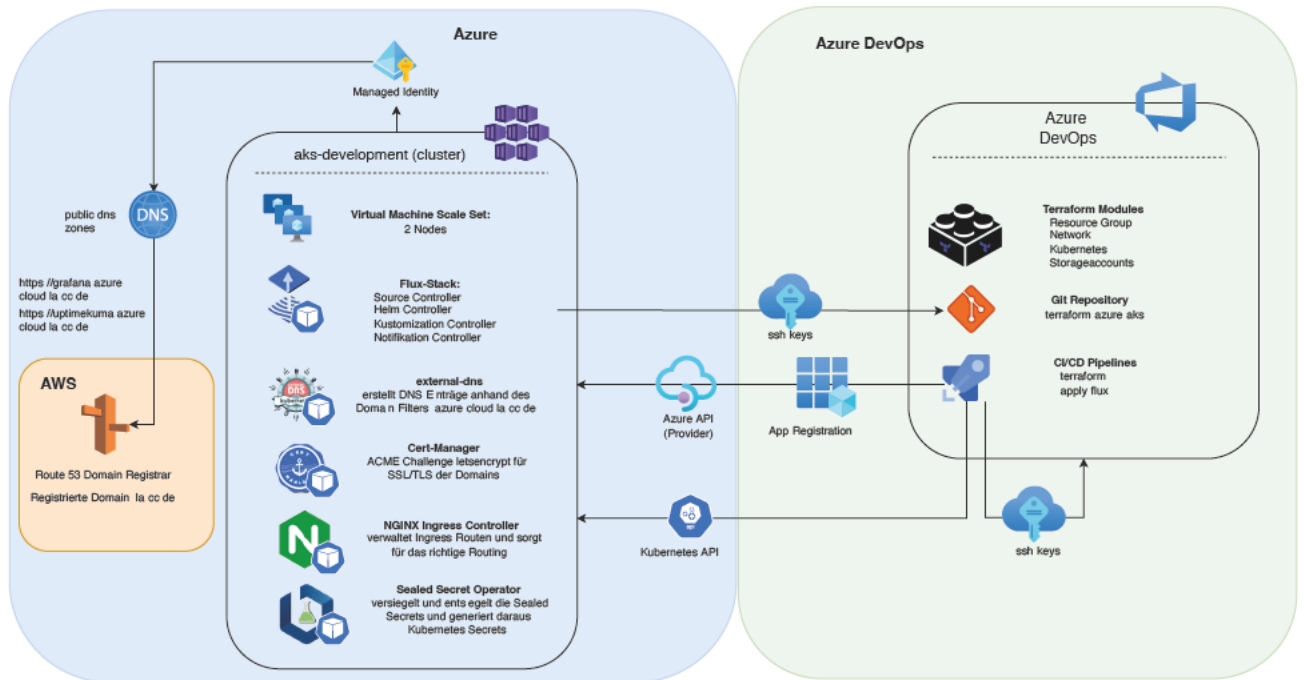 Azure
Managed Identity
aks-development (cluster)
Virtual Machine Scale Set:
2 Nodes
Flux-Stack:
Source Controller
Helm Controller
Kustomization Controller
Notifikation Controller
external-dns
erstellt DNS E nträge anhand des
Doma n Filters azure cloud la cc de
Cert-Manager
ACME Challenge letsencrypt für
SSL/TLS der Domains
NGINX Ingress Controller
verwaltet Ingress Routen und sorgt
für das richtige Routing
Sealed Secret Operator
versiegelt und ents egelt die Sealed
Secrets und generiert daraus
Kubernetes Secrets
public dns
zones
DNS
https //grafana azure
cloud la cc de
https //uptimekuma azure
cloud la cc de
AWS
Route 53 Domain Registrar
Registrierte Domain la cc de
ssh keys
Azure API
(Provider)
App Registration
Kubernetes API
Azure DevOps
Azure
DevOps
Terraform Modules
Resource Group
Network
Kubernetes
Storageaccounts
Git Repository
terraform azure aks
CI/CD Pipelines
terraform
apply flux
ssh keys